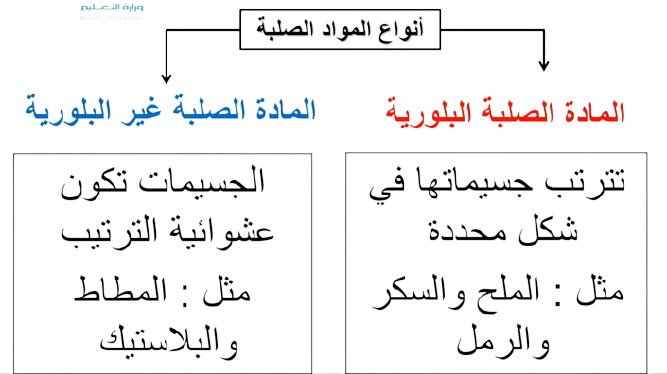 وزارة التعليم
أنواع المواد الصلبة
المادة الصلبة البلورية
تترتب جسيماتها في
شكل محددة
مثل : الملح والسكر
والرمل
المادة الصلبة غير البلورية
الجسيمات تكون
عشوائية الترتيب
مثل : المطاط
والبلاستيك